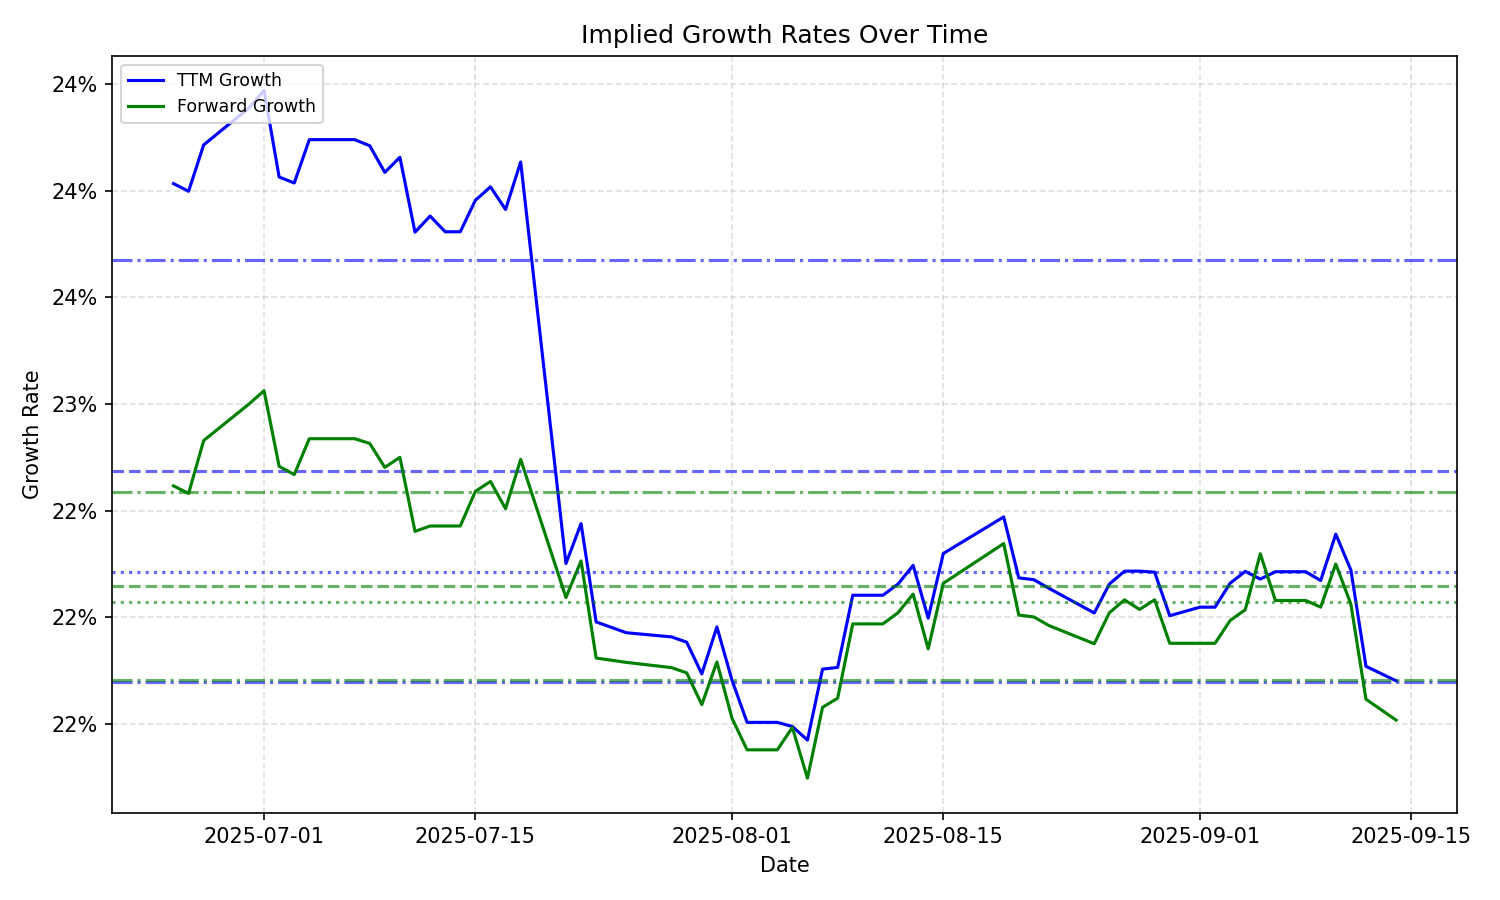 Implied Growth Rates Over Time
TTM Growth
Forward Growth
24%
24%
24%
23%
22%
22%
22%
Growth Rate
2025-07-01
2025-07-15
2025-08-01
2025-08-15
2025-09-01
2025-09-15
Date